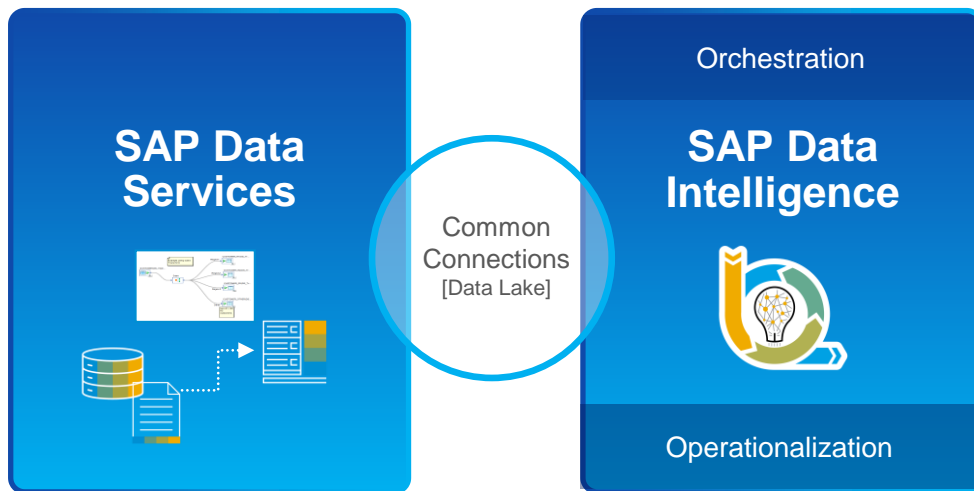 SAP Data
Services
Common
Connections
[Data Lake]
Orchestration
SAP Data
Intelligence
Operationalization